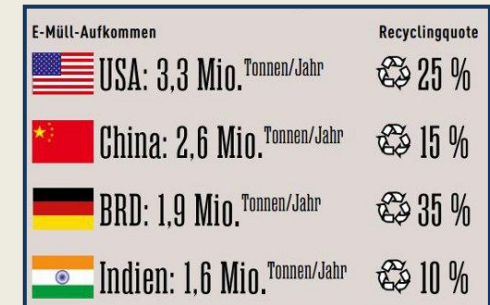 E-Müll-Aufkommen Recyclingquote
USA: 3,3 Mio. Tonnen/Jahr 25 %
China: 2,6 Mio. Tonnen/Jahr 15 %
BRD: 1,9 Mio. Tonnen/Jahr 35 %
Indien: 1,6 Mio. Tonnen/Jahr 10 %